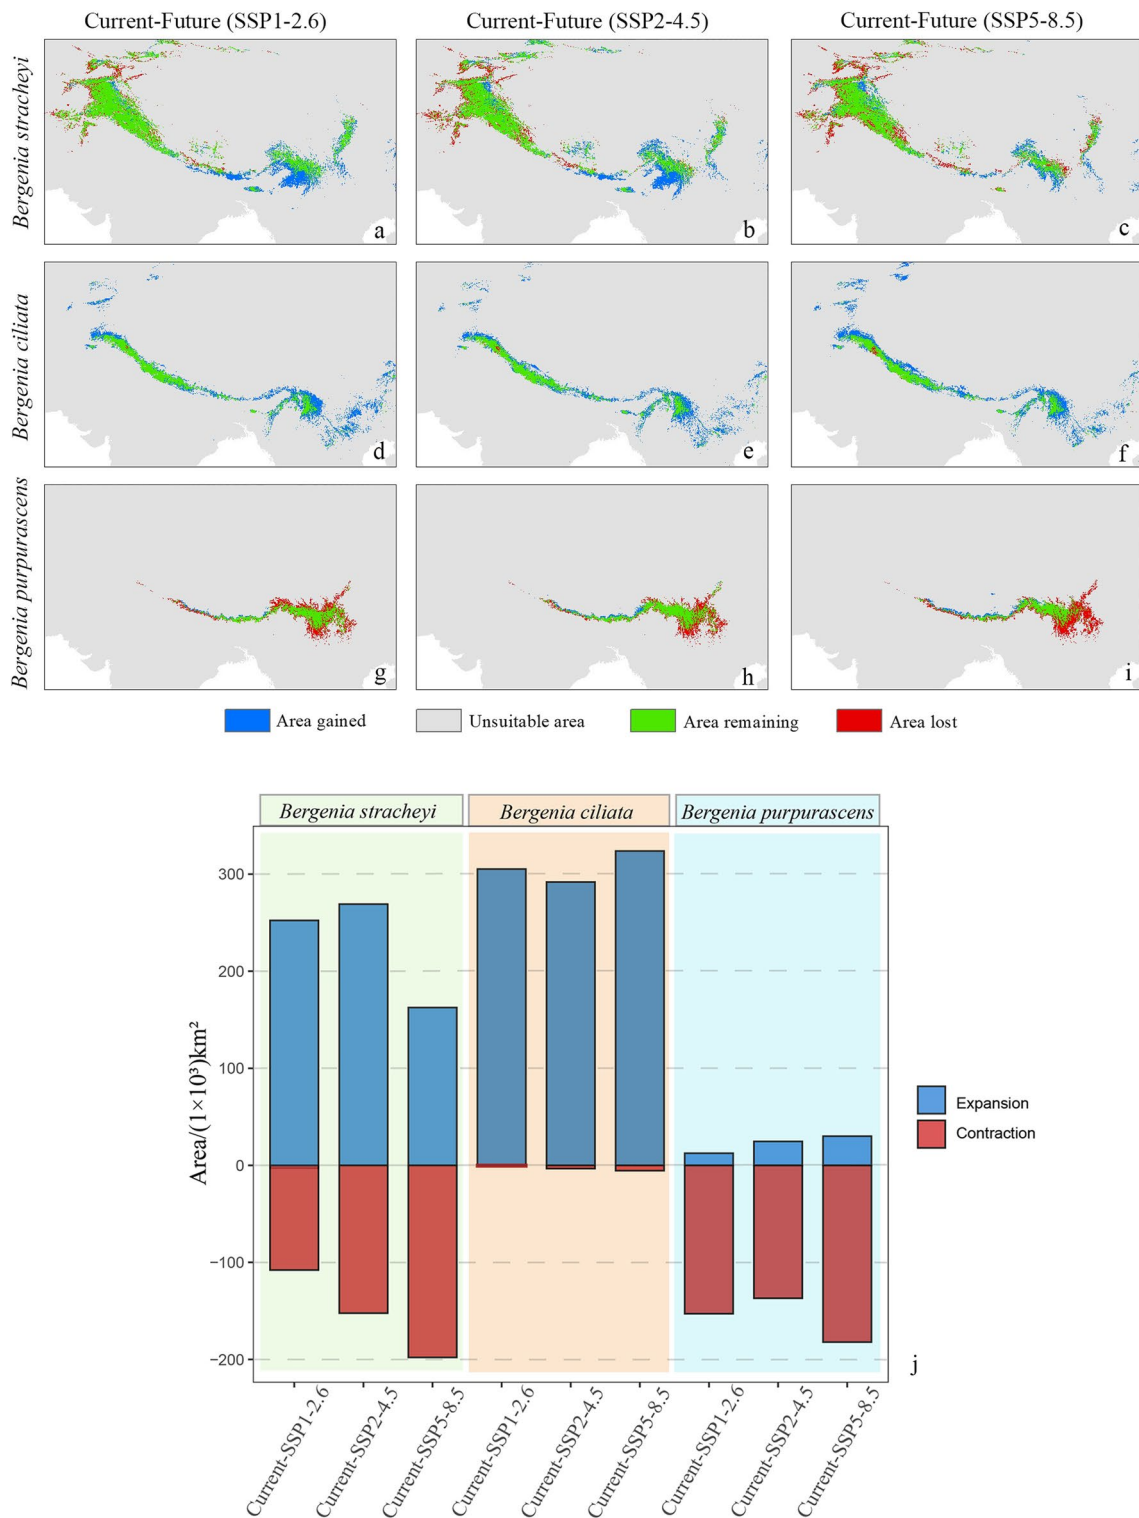 Current-Future (SSP1-2.6)
Current-Future (SSP2-4.5)
Current-Future (SSP5-8.5)
Bergenia stracheyi
a
b
c
Bergenia ciliata
d
e
f
Bergenia purpurascens
g
h
i
Area gained
Unsuitable area
Area remaining
Area lost
Bergenia stracheyi
Bergenia ciliata
Bergenia purpurascens
Area/(1×10³)km²
300
200
100
0
−100
−200
Expansion
Contraction
j
Current-SSP1-2.6
Current-SSP2-4.5
Current-SSP5-8.5
Current-SSP1-2.6
Current-SSP2-4.5
Current-SSP5-8.5
Current-SSP1-2.6
Current-SSP2-4.5
Current-SSP5-8.5